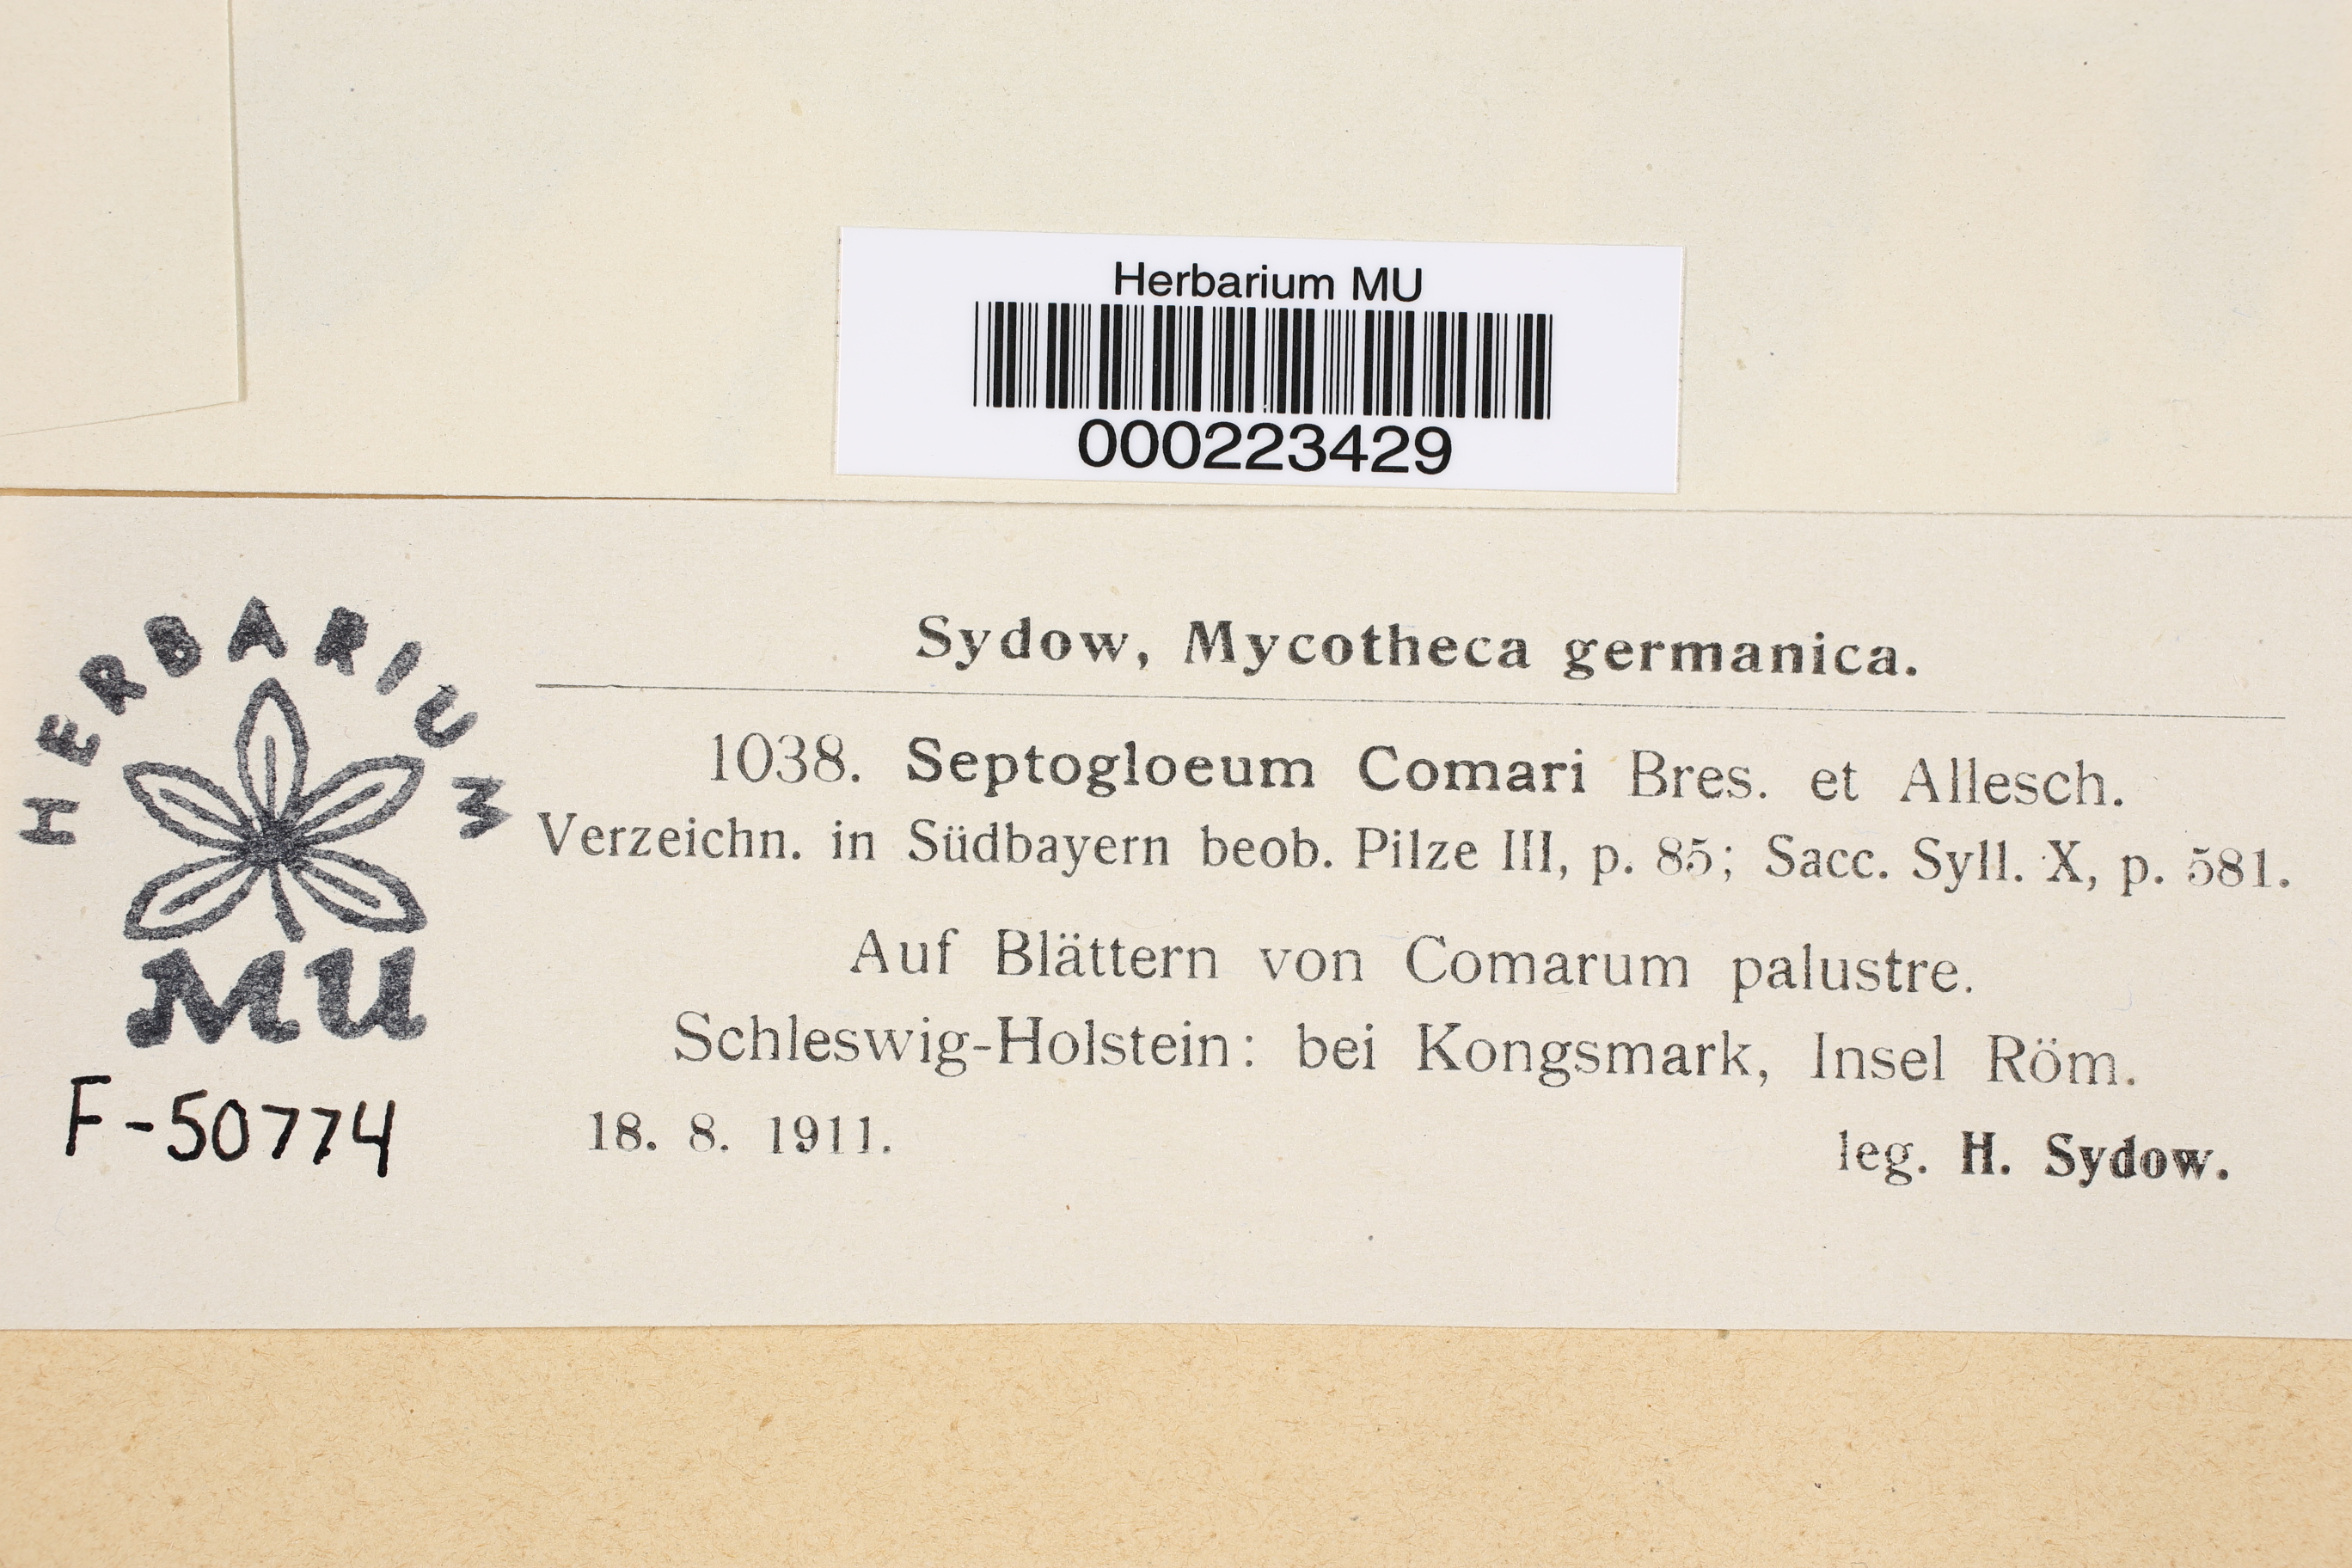 Herbarium MU
000223429
HERBARIUM
MU
F-50774
Sydow, Mycotheca germanica.
1038. Septogloeum Comari Bres. et Allesch.
Verzeichn. in Südbayern beob. Pilze III, p. 85; Sacc. Syll. X, p. 581.
Auf Blättern von Comarum palustre.
Schleswig-Holstein: bei Kongsmark, Insel Röm.
18. 8. 1911. leg. H. Sydow.